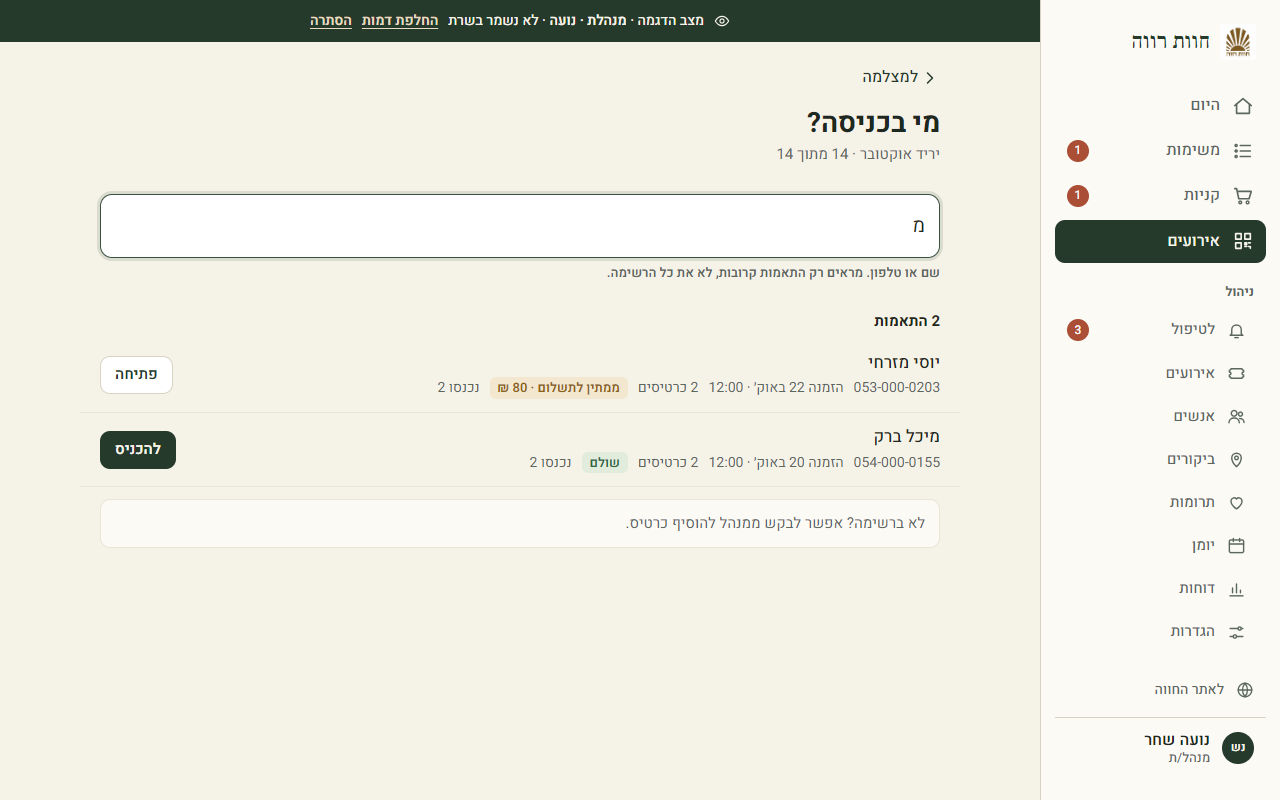 מצב הדגמה · מנהלת · נועה · לא נשמר בשרת החלפת דמות הסתרה
חוות רווה
היום
משימות 1
קניות 1
אירועים
ניהול
לטיפול 3
אירועים
אנשים
ביקורים
תרומות
יומן
דוחות
הגדרות
לאתר החווה
נש
נועה שחר
מנהל/ת
למצלמה
מי בכניסה?
יריד אוקטובר · 14 מתוך 14
מ
שם או טלפון. מראים רק התאמות קרובות, לא את כל הרשימה.
2 התאמות
יוסי מזרחי
053-000-0203 הזמנה 22 באוק׳ · 12:00 2 כרטיסים ממתין לתשלום · 80 ₪ נכנסו 2
פתיחה
מיכל ברק
054-000-0155 הזמנה 20 באוק׳ · 12:00 2 כרטיסים שולם נכנסו 2
להכניס
לא ברשימה? אפשר לבקש ממנהל להוסיף כרטיס.